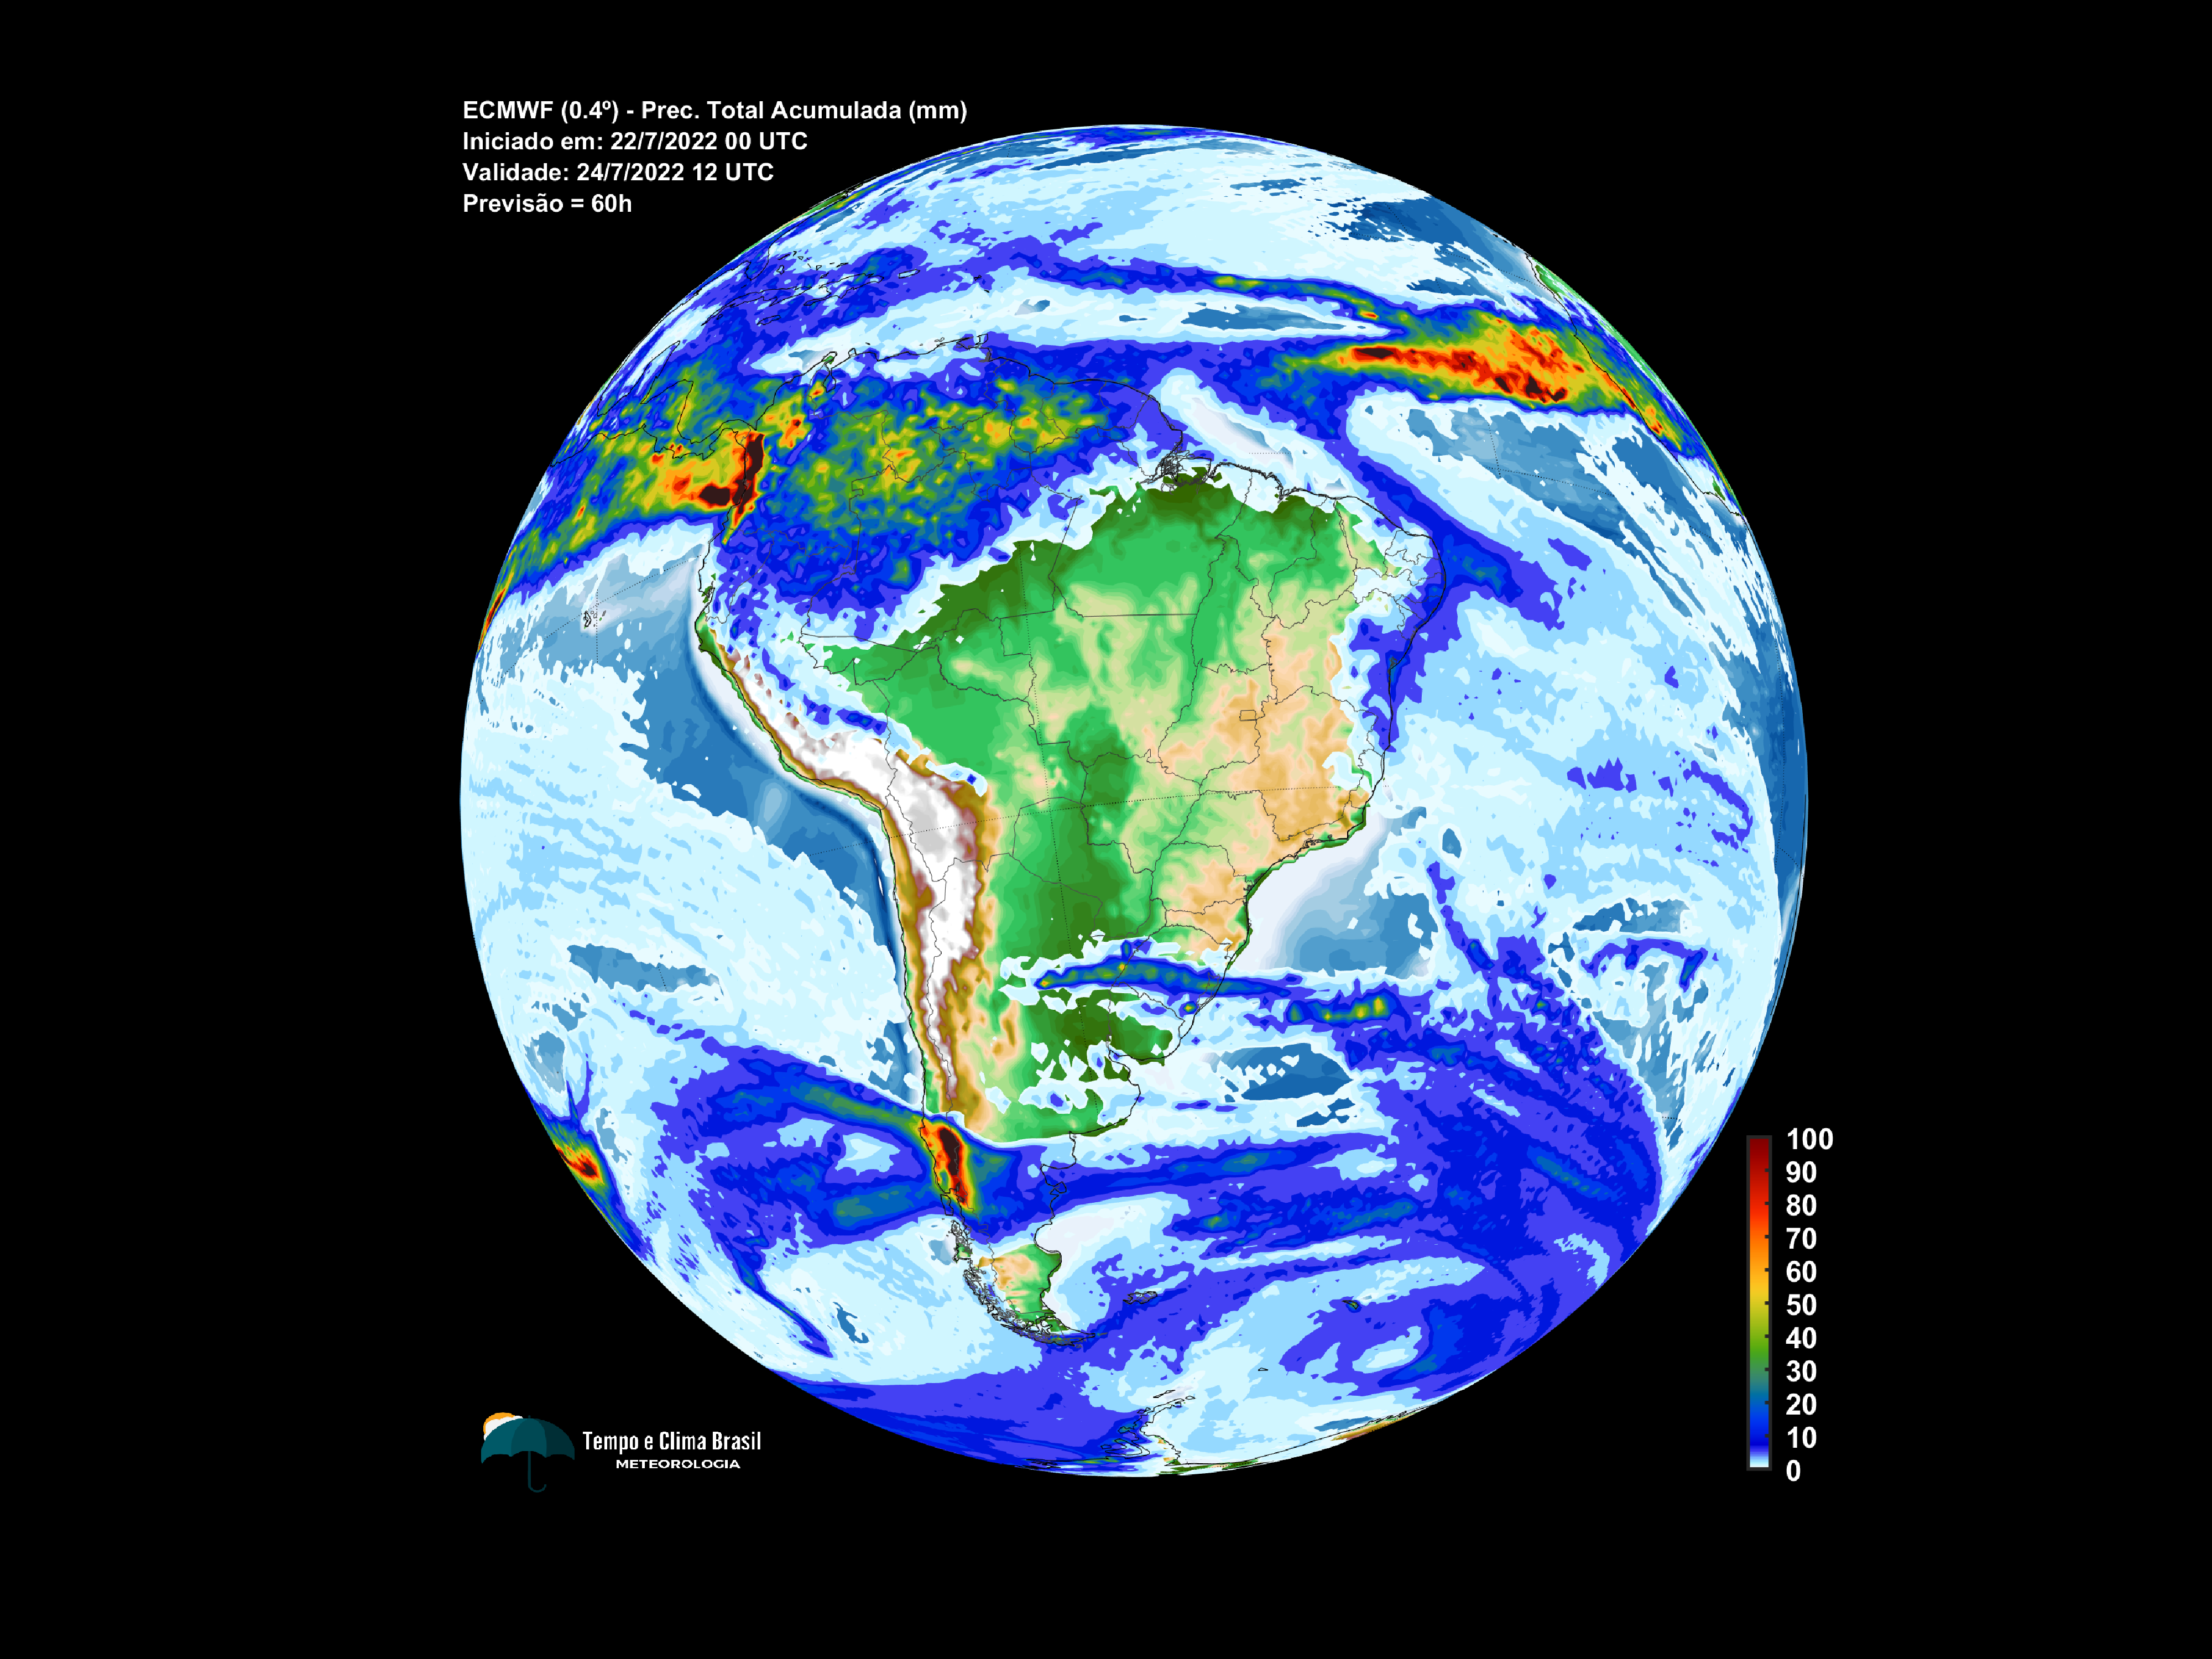 ECMWF (0.4º) - Prec. Total Acumulada (mm)
Iniciado em: 22/7/2022 00 UTC
Validade: 24/7/2022 12 UTC
Previsão = 60h
100
90
80
70
60
50
40
30
20
10
0
Tempo e Clima Brasil
METEOROLOGIA